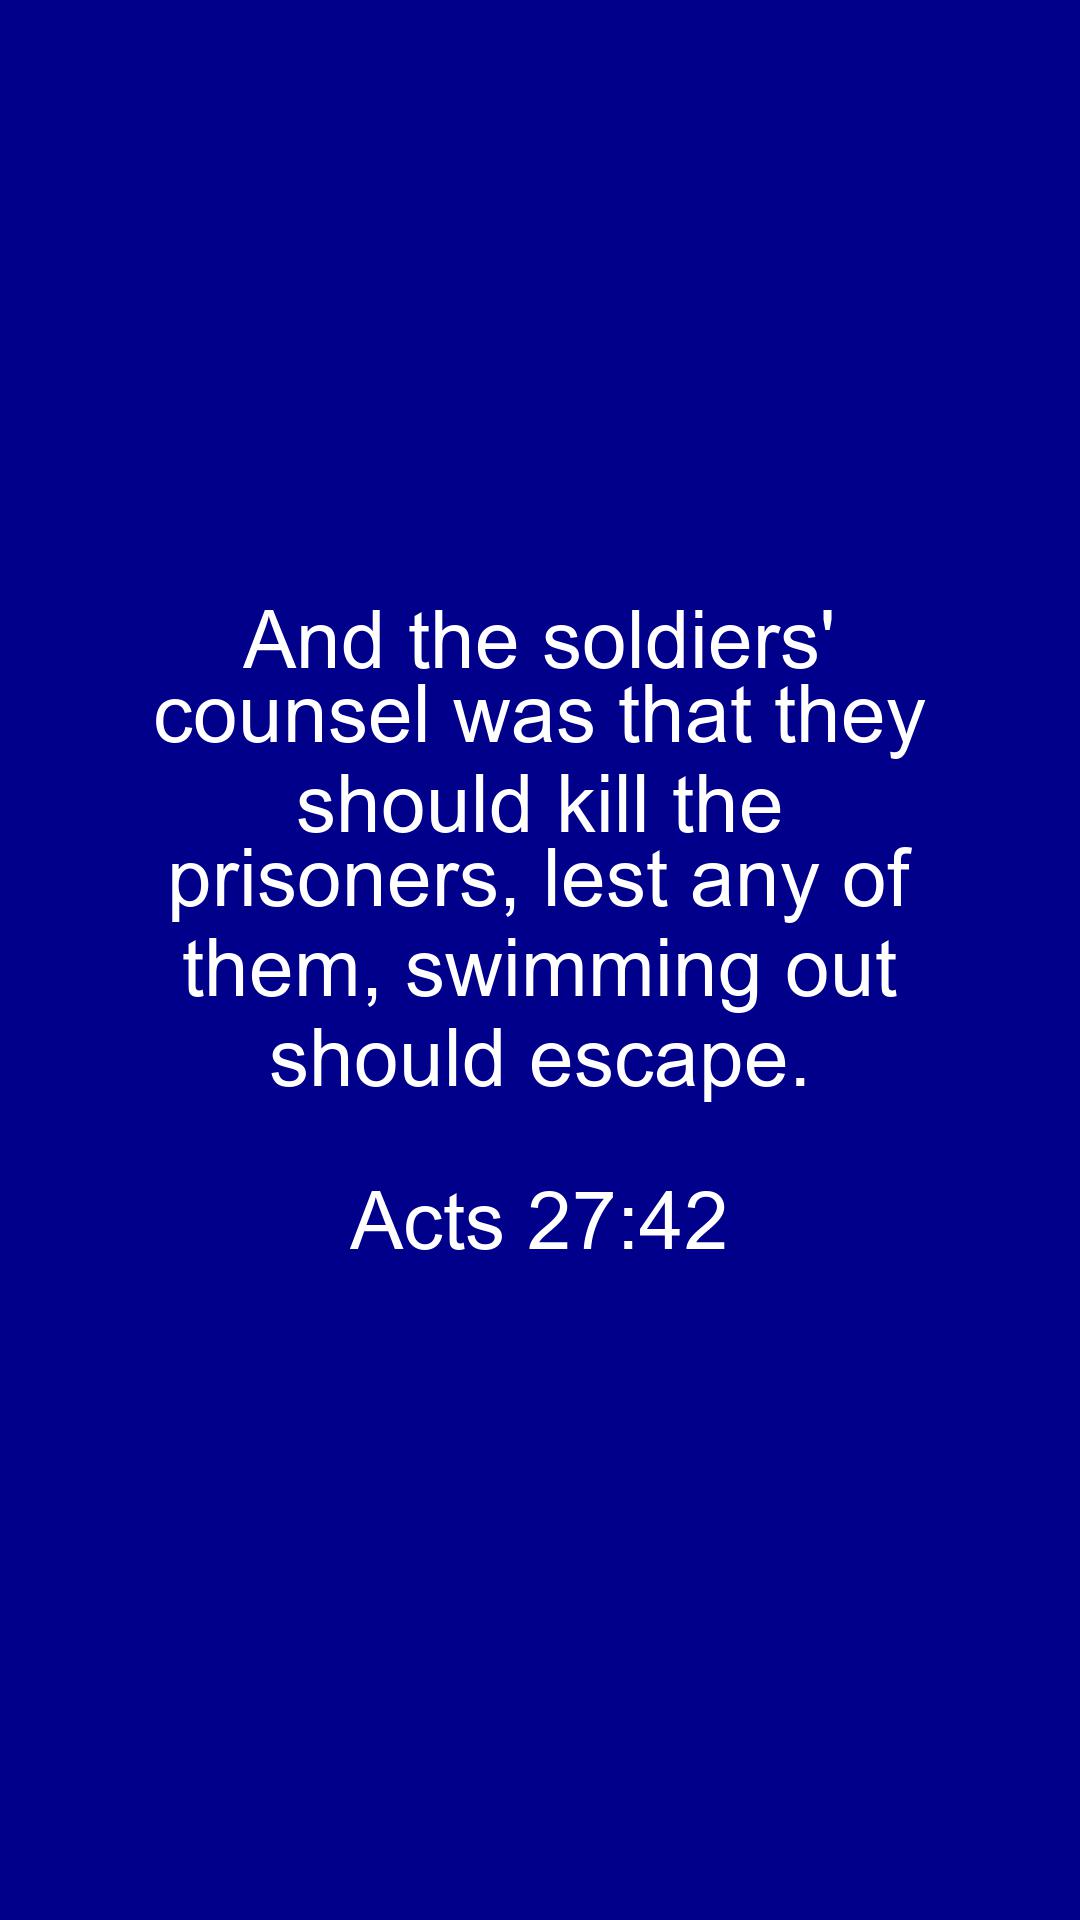 And the soldiers'
counsel was that they
should kill the
prisoners, lest any of
them, swimming out
should escape.
Acts 27:42